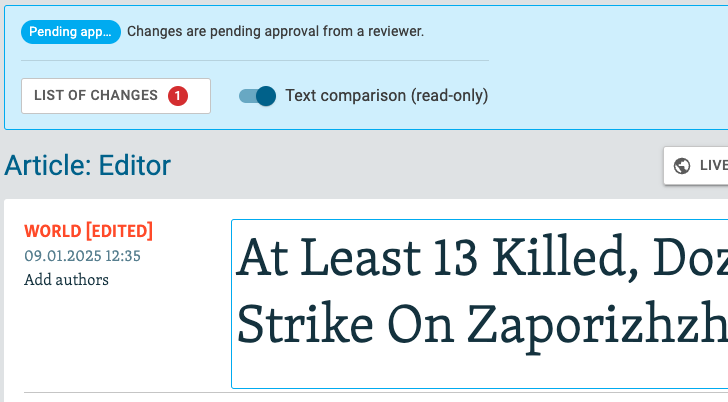 Pending app... Changes are pending approval from a reviewer.
LIST OF CHANGES 1 Text comparison (read-only)
Article: Editor
LIVE
WORLD [EDITED]
09.01.2025 12:35
Add authors
At Least 13 Killed, Doz
Strike On Zaporizhzh